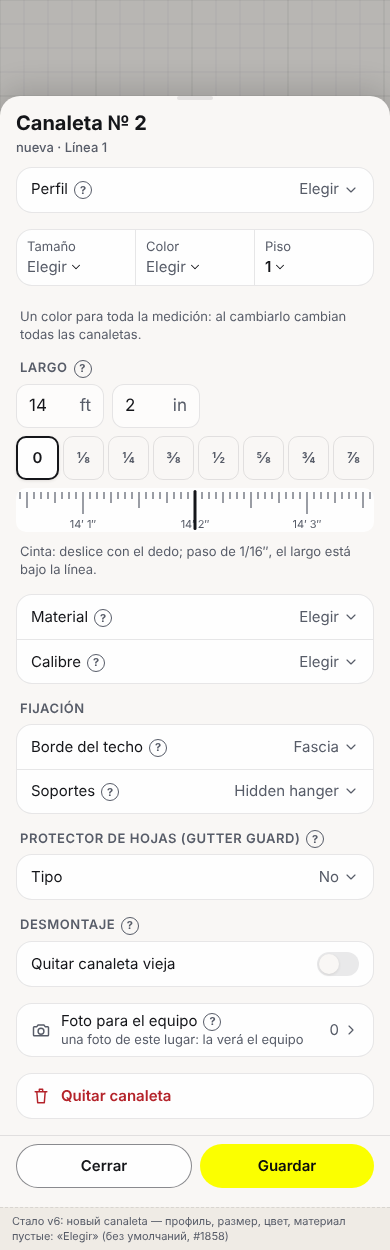 Canaleta № 2
nueva · Línea 1
Perfil ? Elegir
Tamaño Color Piso
Elegir Elegir 1
Un color para toda la medición: al cambiarlo cambian
todas las canaletas.
LARGO ?
14 ft 2 in
0 ⅛ ¼ ⅜ ½ ⅝ ¾ ⅞
14′ 1″ 14′ 2″ 14′ 3″
Cinta: deslice con el dedo; paso de 1/16″, el largo está
bajo la línea.
Material ? Elegir
Calibre ? Elegir
FIJACIÓN
Borde del techo ? Fascia
Soportes ? Hidden hanger
PROTECTOR DE HOJAS (GUTTER GUARD) ?
Tipo No
DESMONTAJE ?
Quitar canaleta vieja
Foto para el equipo ? 0
una foto de este lugar: la verá el equipo
Quitar canaleta
Cerrar Guardar
Стало v6: новый canaleta — профиль, размер, цвет, материал
пустые: «Elegir» (без умолчаний, #1858)